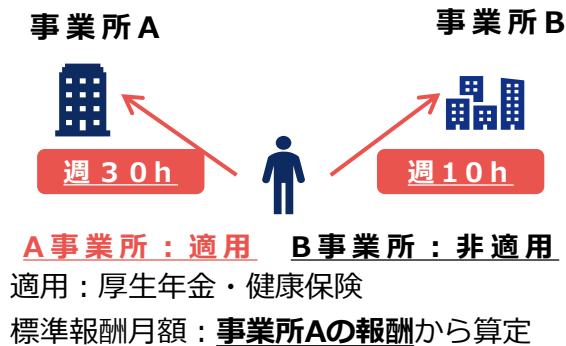 事業所A
事業所B
週30h
週10h
A事業所：適用 B事業所：非適用
適用：厚生年金・健康保険
標準報酬月額：事業所Aの報酬から算定